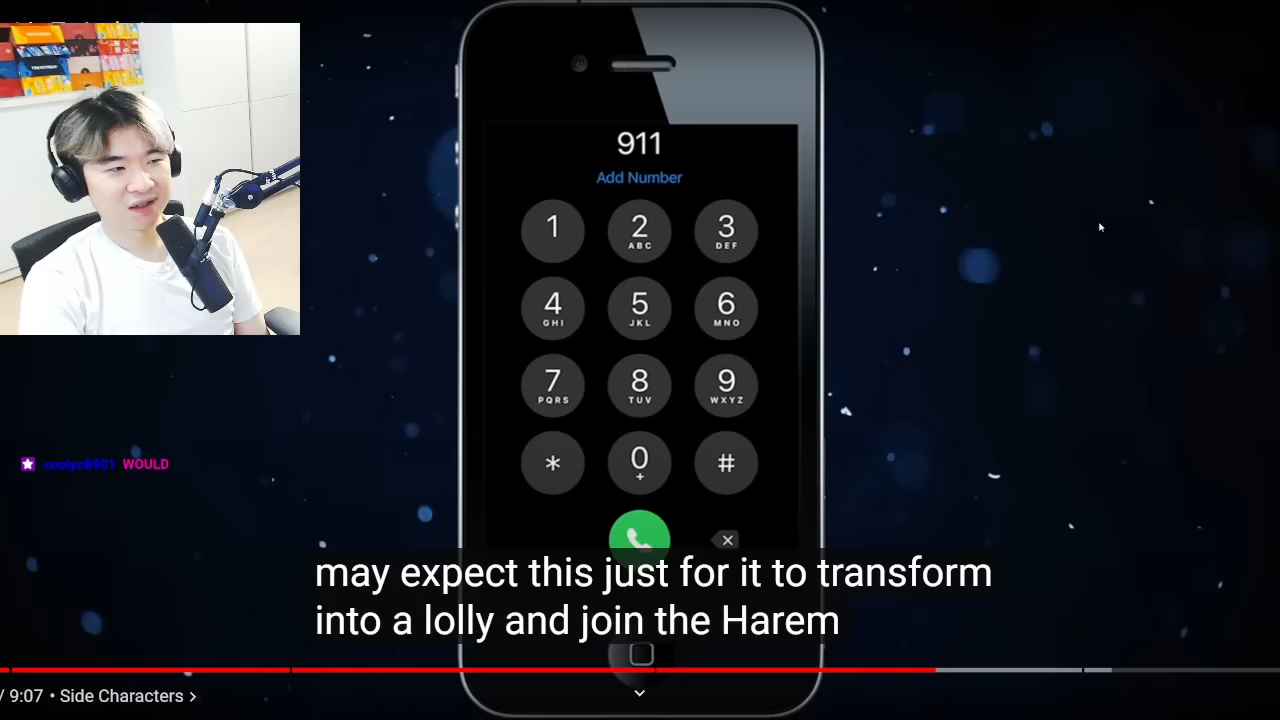 911
Add Number
1
2
ABC
3
DEF
4
GHI
5
JKL
6
MNO
7
PQRS
8
TUV
9
WXYZ
*
0
+
#
coolyo8901 WOULD
may expect this just for it to transform
into a lolly and join the Harem
/ 9:07 • Side Characters >